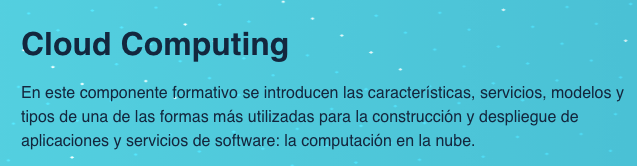 Cloud Computing
En este componente formativo se introducen las características, servicios, modelos y
tipos de una de las formas más utilizadas para la construcción y despliegue de
aplicaciones y servicios de software: la computación en la nube.